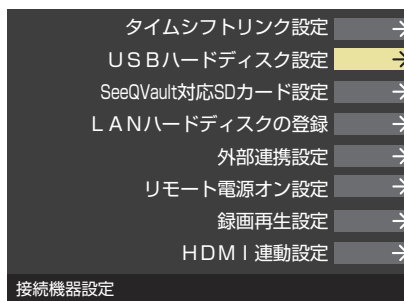 タイムシフトリンク設定
ＵＳＢハードディスク設定
SeeQVault対応SDカード設定
ＬＡＮハードディスクの登録
外部連携設定
リモート電源オン設定
録画再生設定
ＨＤＭＩ連動設定
接続機器設定